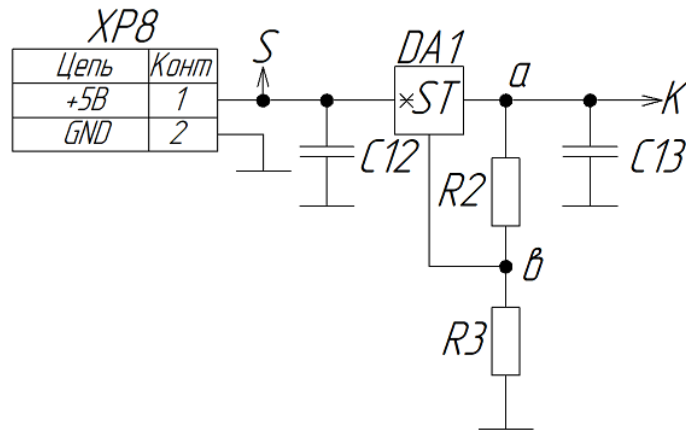 XP8
Цепь Конт
+5В 1
GND 2
S
C12
DA1
×ST
a
K
C13
R2
в
R3